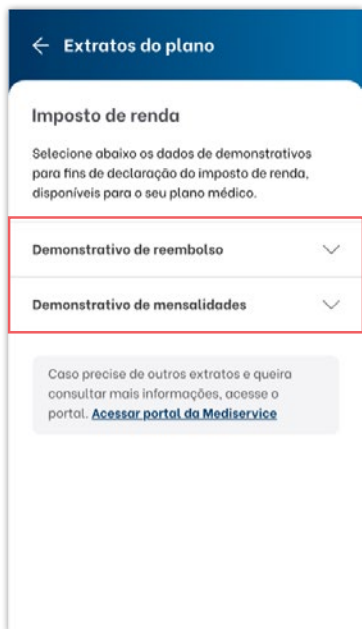 Extratos do plano
Imposto de renda
Selecione abaixo os dados de demonstrativos
para fins de declaração do imposto de renda,
disponíveis para o seu plano médico.
Demonstrativo de reembolso
Demonstrativo de mensalidades
Caso precise de outros extratos e queira
consultar mais informações, acesse o
portal. Acessar portal da Mediservice